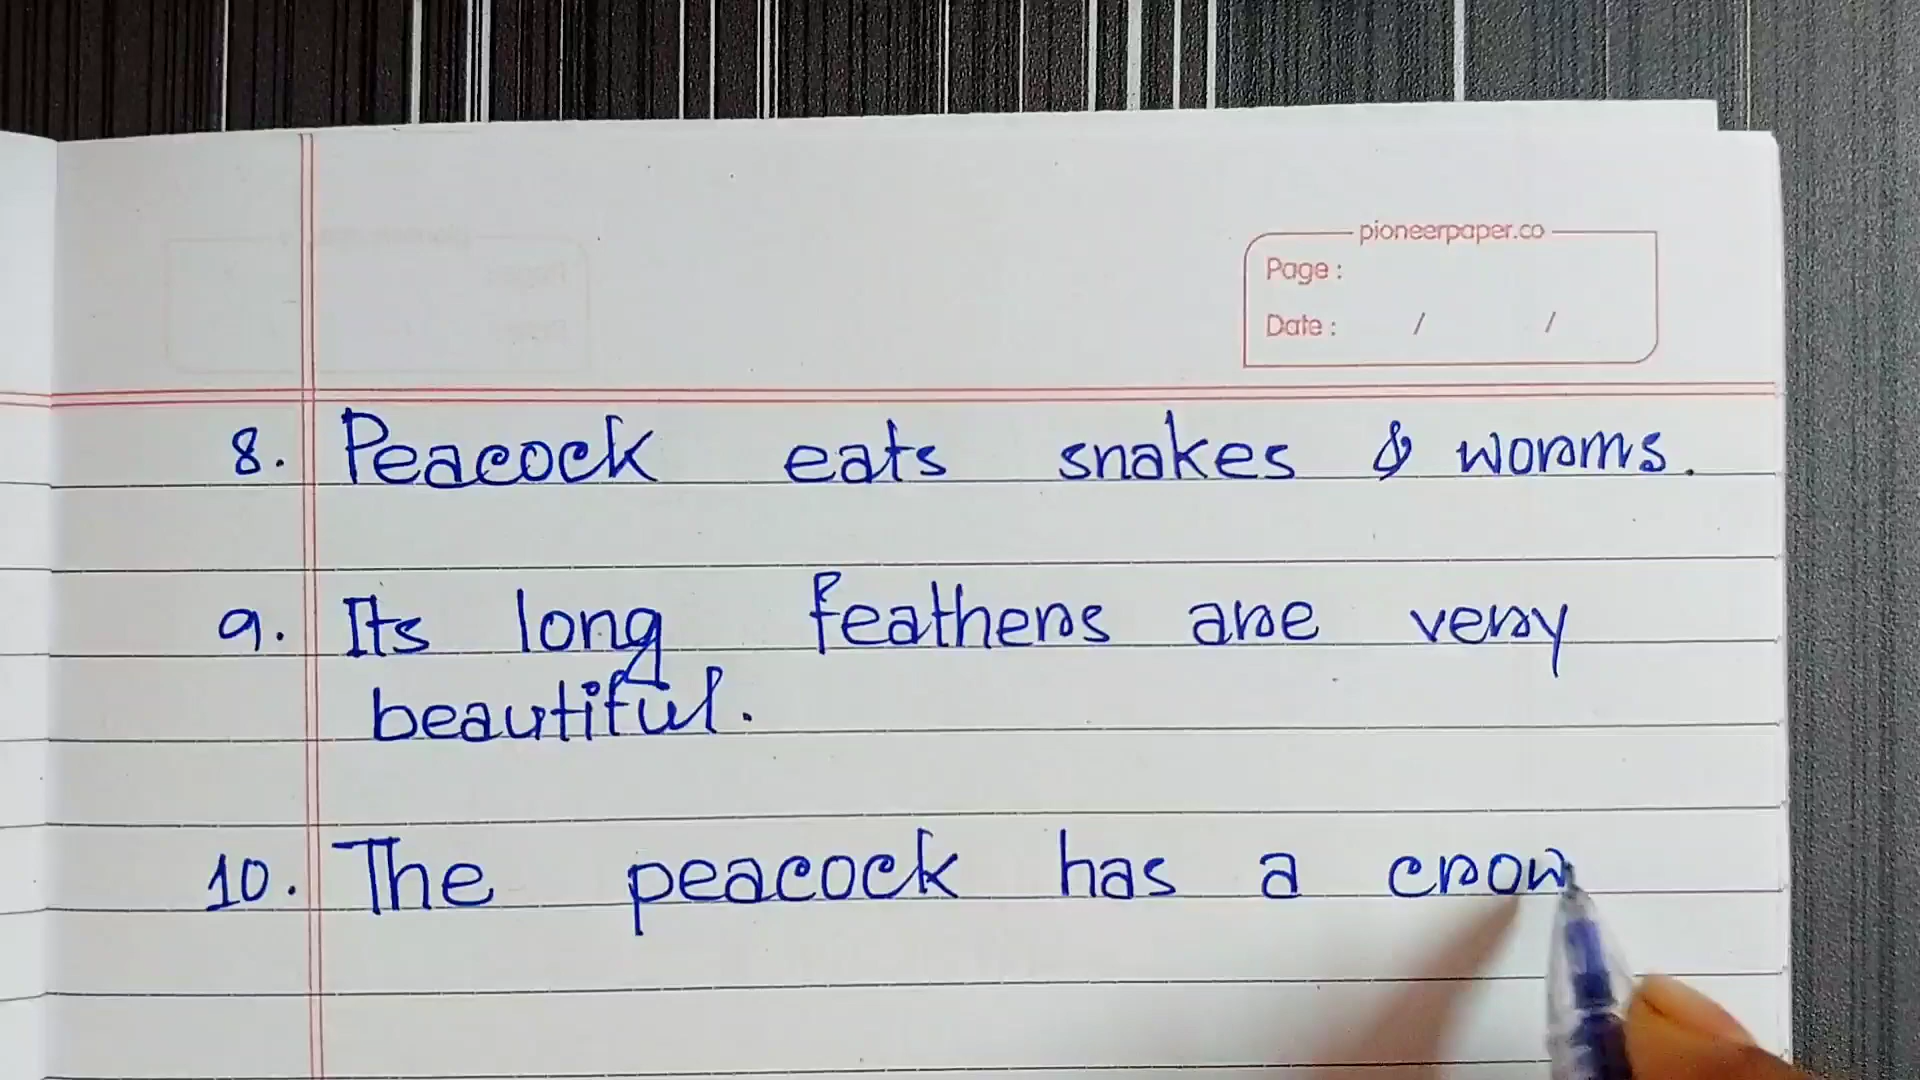 pioneerpaper.co
Page :
Date : / /
8. Peacock eats snakes & worms.
9. Its long feathers are very
beautiful.
10. The peacock has a crow